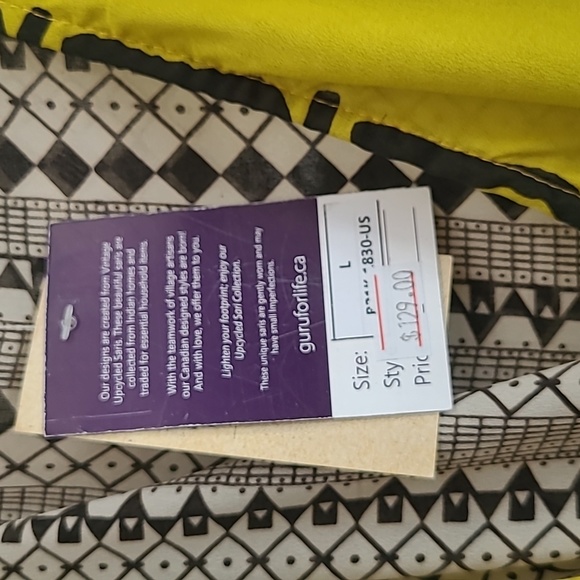 Our designs are created from Vintage
Upcycled Saris. These beautiful saris are
collected from Indian homes and
traded for essential household items.
With the teamwork of village artisans
our Canadian designed styles are born!
And with love, we offer them to you.
Lighten your footprint; enjoy our
Upcycled Sari Collection.
These unique saris are gently worn and may
have small imperfections.
guruforlife.ca
Size: L
830-US
$129.00